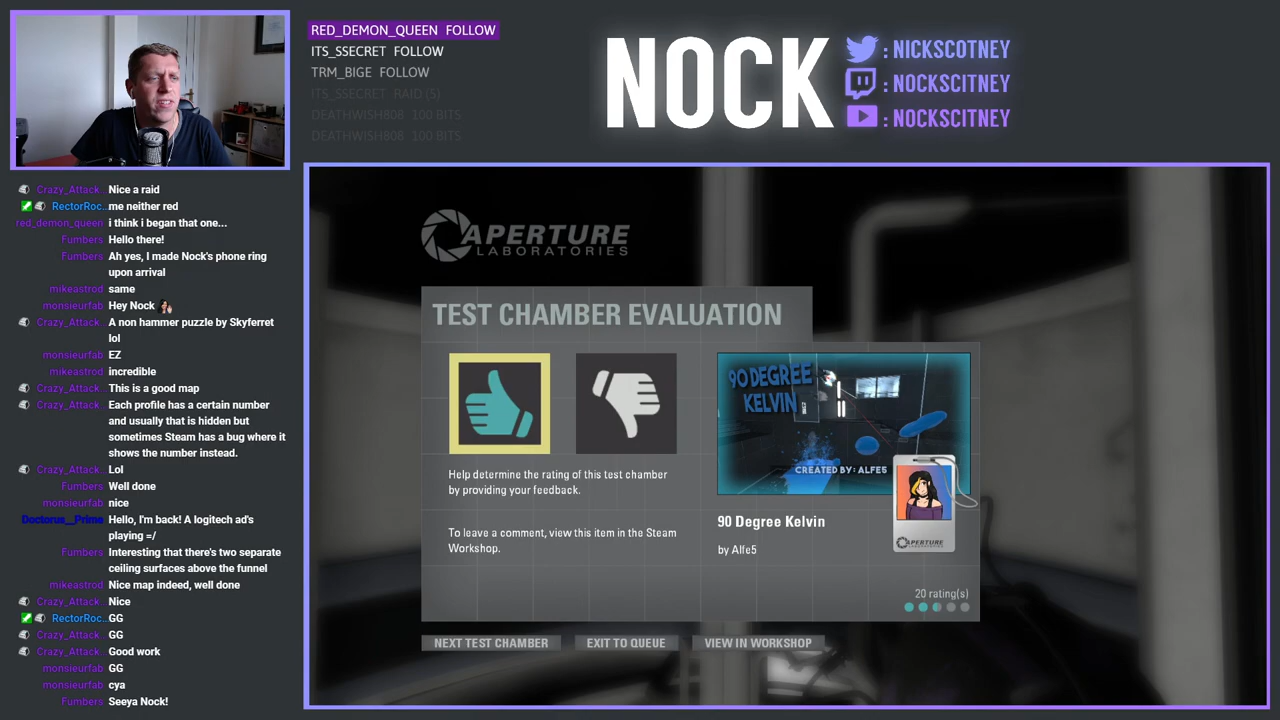 RED_DEMON_QUEEN FOLLOW
ITS_SSECRET FOLLOW
TRM_BIGE FOLLOW
ITS_SSECRET RAID (5)
DEATHWISH808 100 BITS
DEATHWISH808 100 BITS
NOCK
: NICKSCOTNEY
: NOCKSCITNEY
: NOCKSCITNEY
Crazy_Attack.. Nice a raid
RectorRoc.. me neither red
red_demon_queen i think i began that one...
Fumbers Hello there!
Fumbers Ah yes, I made Nock's phone ring
upon arrival
mikeastrod same
monsieurfab Hey Nock
Crazy_Attack.. A non hammer puzzle by Skyferret
lol
monsieurfab EZ
mikeastrod incredible
Crazy_Attack.. This is a good map
Crazy_Attack.. Each profile has a certain number
and usually that is hidden but
sometimes Steam has a bug where it
shows the number instead.
Crazy_Attack.. Lol
Fumbers Well done
monsieurfab nice
Doctorus__Prime Hello, I'm back! A logitech ad's
playing =/
Fumbers Interesting that there's two separate
ceiling surfaces above the funnel
mikeastrod Nice map indeed, well done
Crazy_Attack.. Nice
RectorRoc.. GG
Crazy_Attack.. GG
Crazy_Attack.. Good work
monsieurfab GG
monsieurfab cya
Fumbers Seeya Nock!
APERTURE
LABORATORIES
TEST CHAMBER EVALUATION
Help determine the rating of this test chamber
by providing your feedback.
To leave a comment, view this item in the Steam
Workshop.
90 DEGREE
KELVIN
CREATED BY: ALFE5
APERTURE
90 Degree Kelvin
by Alfe5
20 rating(s)
NEXT TEST CHAMBER
EXIT TO QUEUE
VIEW IN WORKSHOP